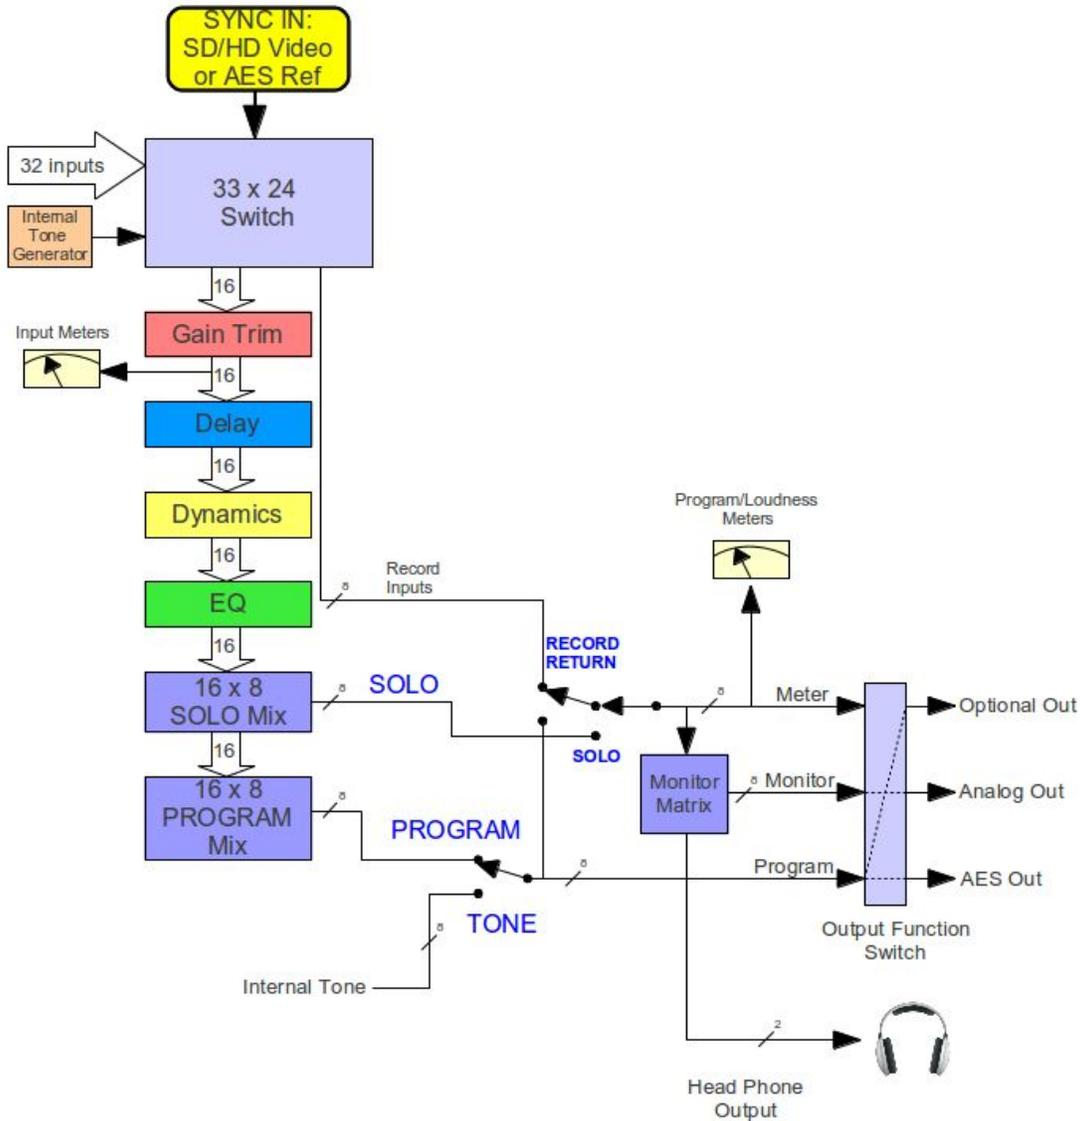 SYNC IN:
SD/HD Video
or AES Ref
32 inputs
33 x 24
Switch
Internal
Tone
Generator
16
Gain Trim
Input Meters
16
Delay
16
Dynamics
16
EQ
16
16 x 8
SOLO Mix
16
16 x 8
PROGRAM
Mix
8
Record
Inputs
RECORD
RETURN
8
SOLO
SOLO
8
PROGRAM
TONE
8
Internal Tone
8
Program/Loudness
Meters
8
Meter
Monitor
Matrix
8
Monitor
Program
Optional Out
Analog Out
AES Out
Output Function
Switch
2
Head Phone
Output